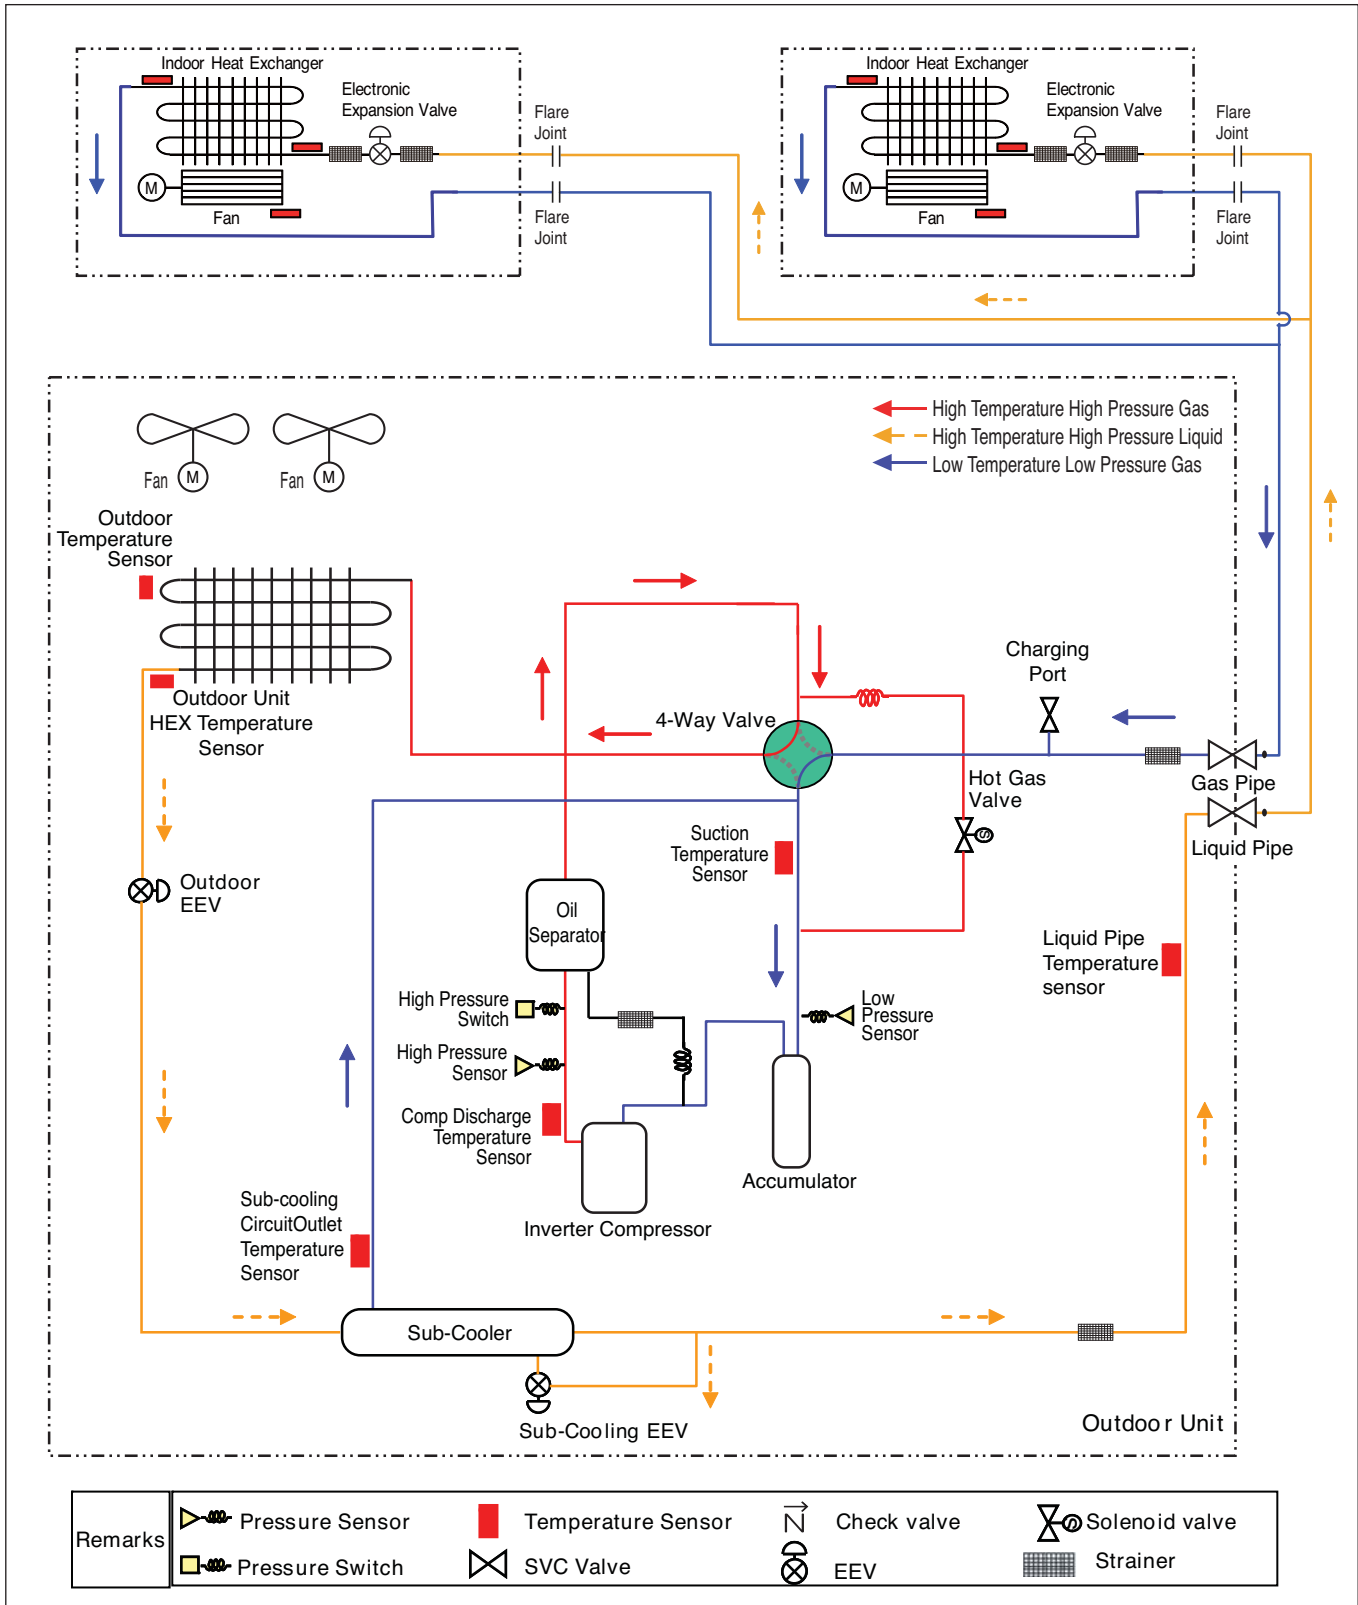 Indoor Heat Exchanger
Electronic
Expansion Valve
Flare
Joint
M
Fan
Flare
Joint
Indoor Heat Exchanger
Electronic
Expansion Valve
Flare
Joint
M
Fan
Flare
Joint
High Temperature High Pressure Gas
High Temperature High Pressure Liquid
Low Temperature Low Pressure Gas
Fan
M
Fan
M
Outdoor
Temperature
Sensor
Outdoor Unit
HEX Temperature
Sensor
4-Way Valve
Charging
Port
Hot Gas
Valve
S
Gas Pipe
Liquid Pipe
Suction
Temperature
Sensor
Outdoor
EEV
Oil
Separator
Liquid Pipe
Temperature
sensor
High Pressure
Switch
Low
Pressure
Sensor
High Pressure
Sensor
Comp Discharge
Temperature
Sensor
Accumulator
Inverter Compressor
Sub-cooling
CircuitOutlet
Temperature
Sensor
Sub-Cooler
Sub-Cooling EEV
Outdoor Unit
Remarks
Pressure Sensor
Temperature Sensor
Check valve
S
Solenoid valve
Pressure Switch
SVC Valve
EEV
Strainer